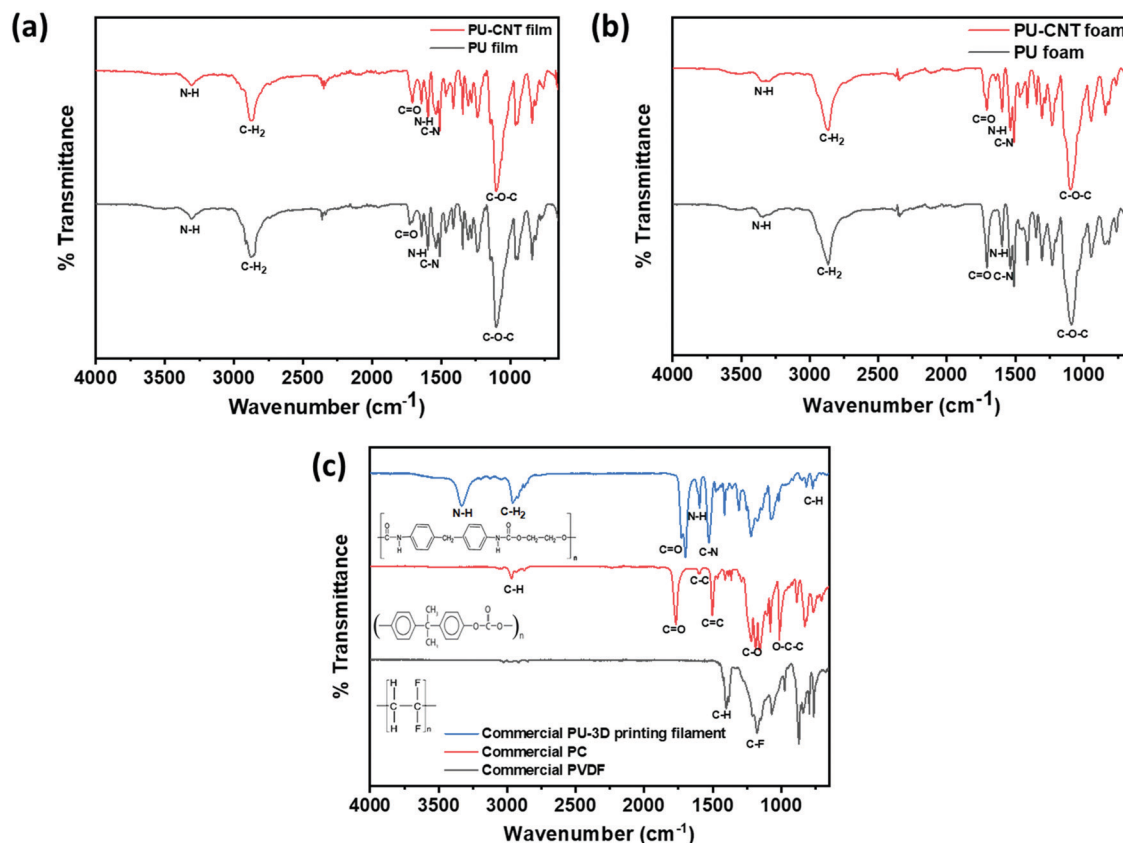 (a)
PU-CNT film
PU film
N-H
C-H₂
C=O
N-H
C-N
C-O-C
N-H
C-H₂
C=O
N-H
C-N
C-O-C
% Transmittance
4000 3500 3000 2500 2000 1500 1000
Wavenumber (cm⁻¹)
(b)
PU-CNT foam
PU foam
N-H
C-H₂
C=O
N-H
C-N
C-O-C
N-H
C-H₂
C=O
N-H
C-N
C-O-C
% Transmittance
4000 3500 3000 2500 2000 1500 1000
Wavenumber (cm⁻¹)
(c)
N-H
C-H₂
C=O
N-H
C-N
C-H
O
C N
H
CH₂
N C O O
H
O
n
C-H
C=O
C-C
C=C
C-O
O-C-C
CH₃
C
CH₃
O
O-C-O
n
H F
C C
H F
n
C-H
C-F
Commercial PU-3D printing filament
Commercial PC
Commercial PVDF
% Transmittance
4000 3500 3000 2500 2000 1500 1000
Wavenumber (cm⁻¹)